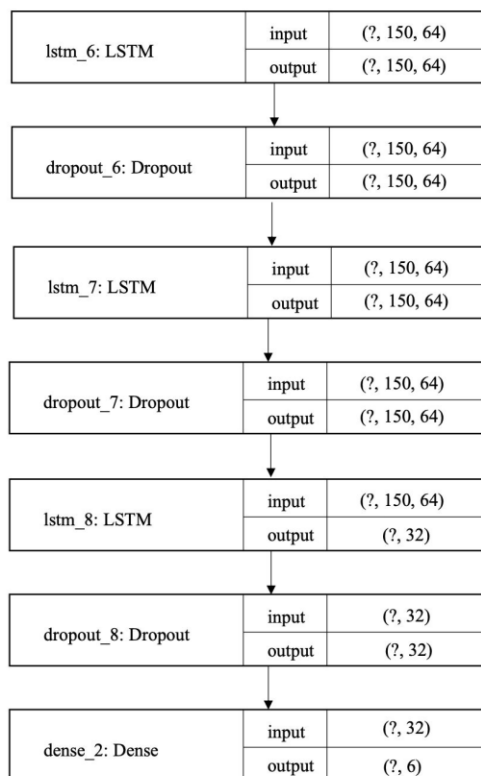 lstm_6: LSTM
input (?, 150, 64)
output (?, 150, 64)
dropout_6: Dropout
input (?, 150, 64)
output (?, 150, 64)
lstm_7: LSTM
input (?, 150, 64)
output (?, 150, 64)
dropout_7: Dropout
input (?, 150, 64)
output (?, 150, 64)
lstm_8: LSTM
input (?, 150, 64)
output (?, 32)
dropout_8: Dropout
input (?, 32)
output (?, 32)
dense_2: Dense
input (?, 32)
output (?, 6)